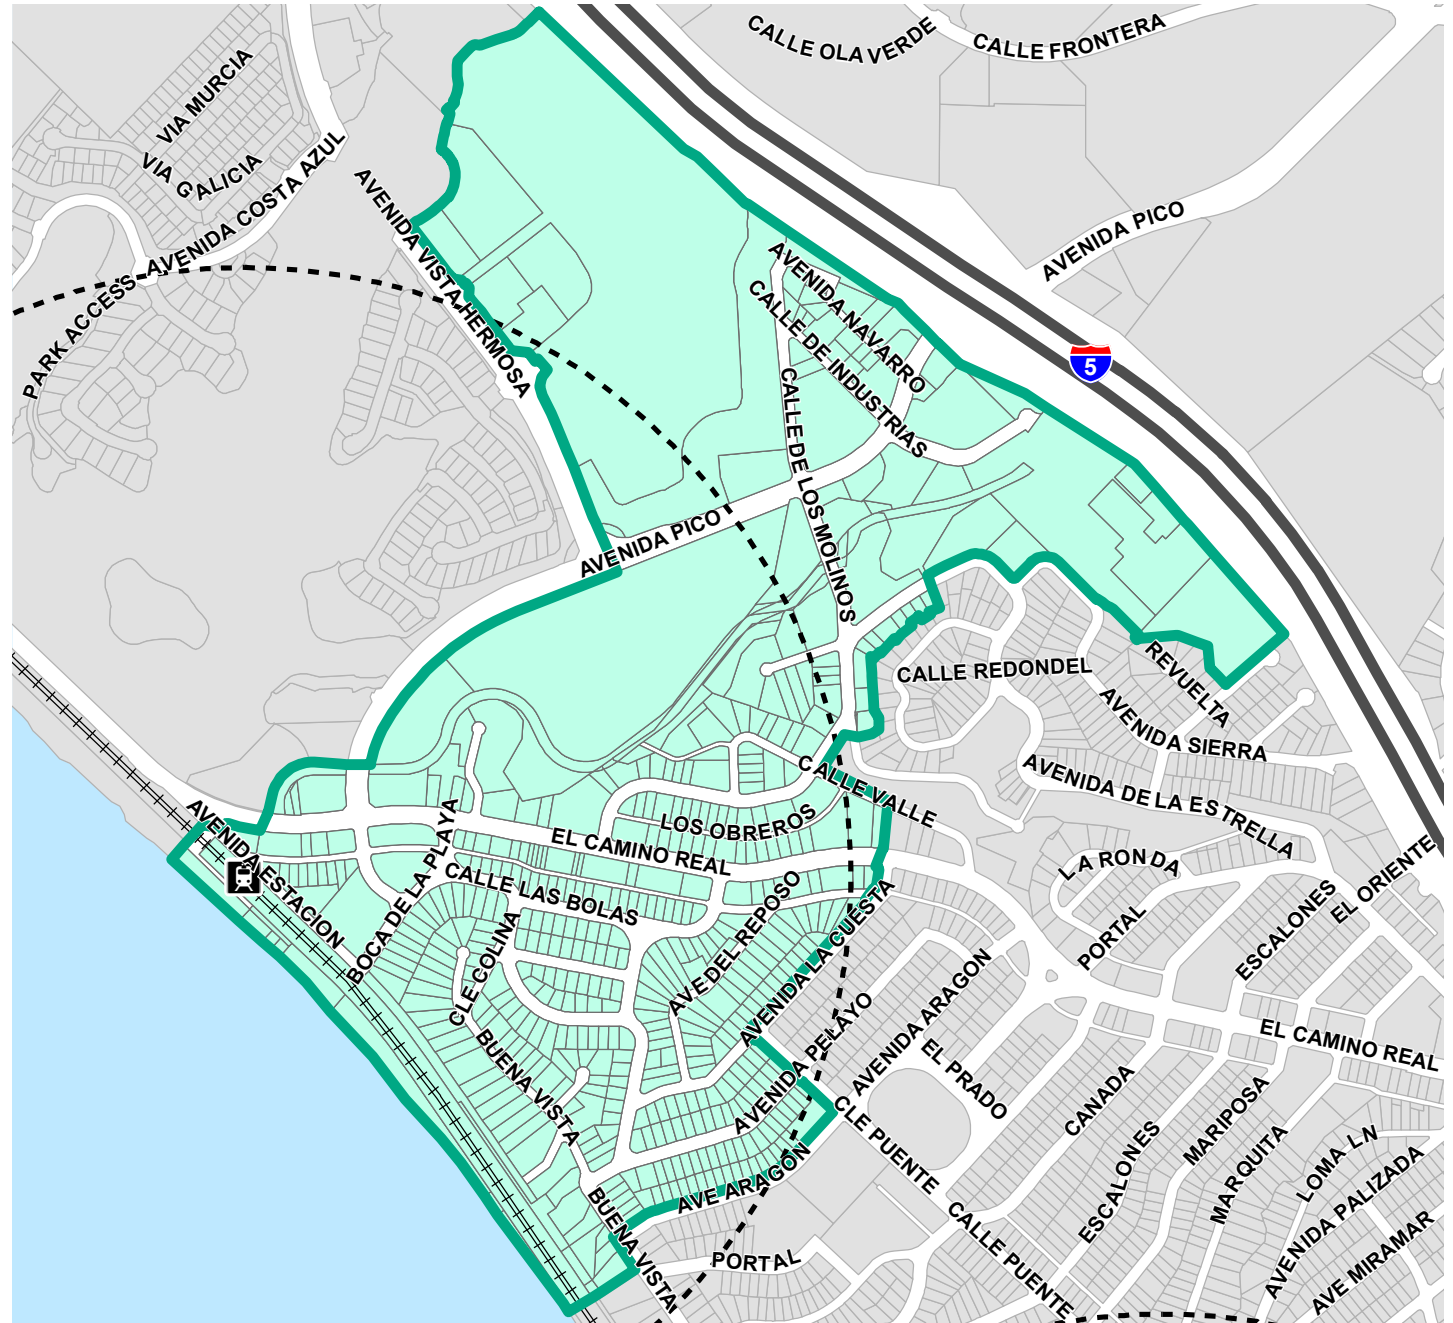 CALLE OLA VERDE
CALLE FRONTERA
VIA MURCIA
VIA GALICIA
AVENIDA COSTA AZUL
PARK ACCESS
AVENIDA VISTA HERMOSA
AVENIDA PICO
AVENIDA NAVARRO
CALLE DE INDUSTRIAS
CALLE DE LOS MOLINOS
5
AVENIDA PICO
CALLE REDONDEL
REVUELTA
AVENIDA SIERRA
AVENIDA DE LA ESTRELLA
CALLE VALLE
LOS OBREROS
EL CAMINO REAL
AVENIDA ESTACION
BOCA DE LA PLAYA
CALLE LAS BOLAS
CLE COLINA
AVE DEL REPOSO
AVENIDA LA CUESTA
LA RONDA
PORTAL
ESCALONES
EL ORIENTE
BUENA VISTA
AVENIDA PELAYO
AVENIDA ARAGON
EL PRADO
EL CAMINO REAL
CANADA
CLE PUENTE
MARIPOSA
ESCALONES
MARQUITA
LOMA LN
AVENIDA PALIZADA
AVE MIRAMAR
AVE ARAGON
BUENA VISTA
PORTAL
CALLE PUENTE